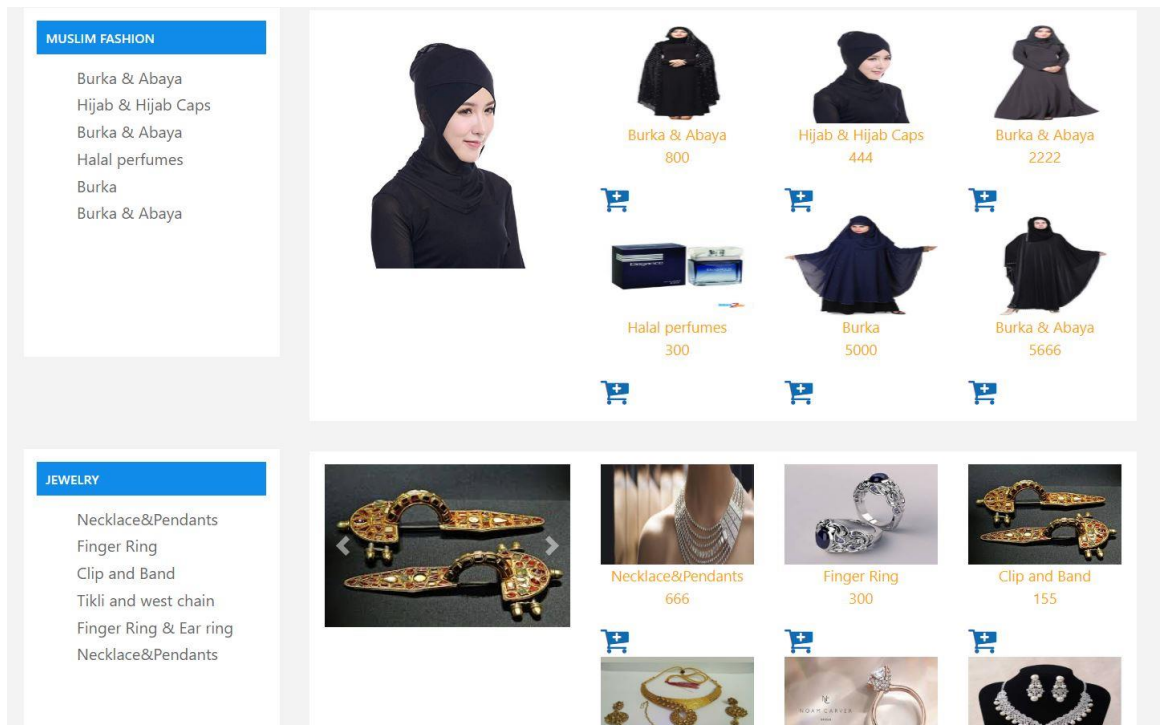 MUSLIM FASHION
Burka & Abaya
Hijab & Hijab Caps
Burka & Abaya
Halal perfumes
Burka
Burka & Abaya
Burka & Abaya
800
Hijab & Hijab Caps
444
Burka & Abaya
2222
Halal perfumes
300
Burka
5000
Burka & Abaya
5666
JEWELRY
Necklace&Pendants
Finger Ring
Clip and Band
Tikli and west chain
Finger Ring & Ear ring
Necklace&Pendants
Necklace&Pendants
666
Finger Ring
300
Clip and Band
155
NOAM CARVER